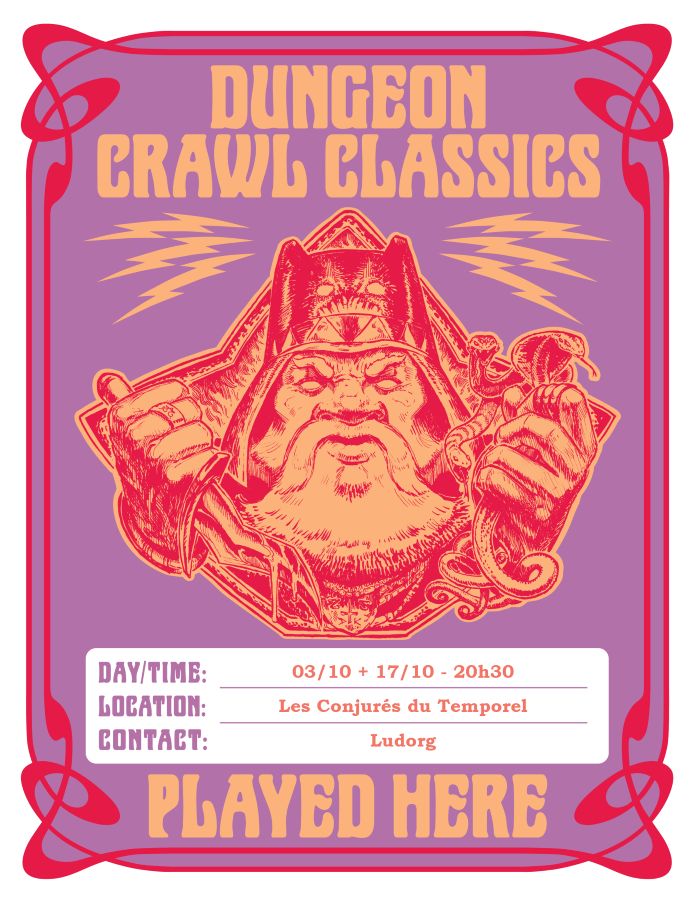 DUNGEON
CRAWL CLASSICS
DAY/TIME: 03/10 + 17/10 - 20h30
LOCATION: Les Conjurés du Temporel
CONTACT: Ludorg
PLAYED HERE